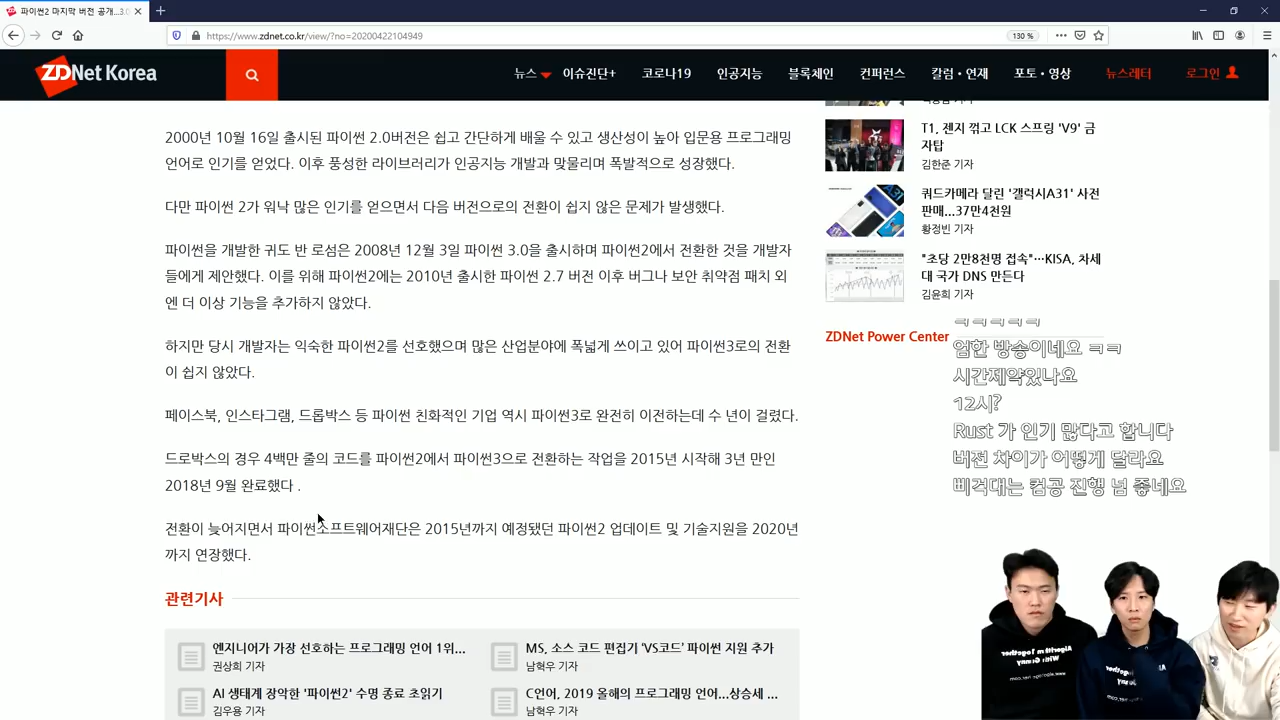 파이썬2 마지막 버전 공개...3.0
https://www.zdnet.co.kr/view/?no=20200422104949
130 %
ZDNet Korea
뉴스
이슈진단+
코로나19
인공지능
블록체인
컨퍼런스
칼럼・연재
포토・영상
뉴스레터
로그인
2000년 10월 16일 출시된 파이썬 2.0버전은 쉽고 간단하게 배울 수 있고 생산성이 높아 입문용 프로그래밍
언어로 인기를 얻었다. 이후 풍성한 라이브러리가 인공지능 개발과 맞물리며 폭발적으로 성장했다.
다만 파이썬 2가 워낙 많은 인기를 얻으면서 다음 버전으로의 전환이 쉽지 않은 문제가 발생했다.
파이썬을 개발한 귀도 반 로섬은 2008년 12월 3일 파이썬 3.0을 출시하며 파이썬2에서 전환한 것을 개발자
들에 제안했다. 이를 위해 파이썬2에는 2010년 출시한 파이썬 2.7 버전 이후 버그나 보안 취약점 패치 외
엔 더 이상 기능을 추가하지 않았다.
하지만 당시 개발자는 익숙한 파이썬2를 선호했으며 많은 산업분야에 폭넓게 쓰이고 있어 파이썬3로의 전환
이 쉽지 않았다.
페이스북, 인스타그램, 드롭박스 등 파이썬 친화적인 기업 역시 파이썬3로 완전히 이전하는데 수 년이 걸렸다.
드로박스의 경우 4백만 줄의 코드를 파이썬2에서 파이썬3으로 전환하는 작업을 2015년 시작해 3년 만인
2018년 9월 완료했다 .
전환이 늦어지면서 파이썬소프트웨어재단은 2015년까지 예정됐던 파이썬2 업데이트 및 기술지원을 2020년
까지 연장했다.
관련기사
엔지니어가 가장 선호하는 프로그래밍 언어 1위...
권상희 기자
MS, 소스 코드 편집기 ‘VS코드’ 파이썬 지원 추가
남혁우 기자
AI 생태계 장악한 '파이썬2' 수명 종료 초읽기
김우용 기자
C언어, 2019 올해의 프로그래밍 언어...상승세 ...
남혁우 기자
T1, 젠지 꺾고 LCK 스프링 'V9' 금
자탑
김한준 기자
쿼드카메라 달린 '갤럭시A31' 사전
판매...37만4천원
황정빈 기자
"초당 2만8천명 접속"…KISA, 차세
대 국가 DNS 만든다
김윤희 기자
ZDNet Power Center
ㅋㅋㅋㅋㅋ
엄한 방송이네요 ㅋㅋ
시간제약있나요
12시?
Rust 가 인기 많다고 합니다
버젼 차이가 어떻게 달라요
삐걱대는 컴공 진행 넘 좋네요